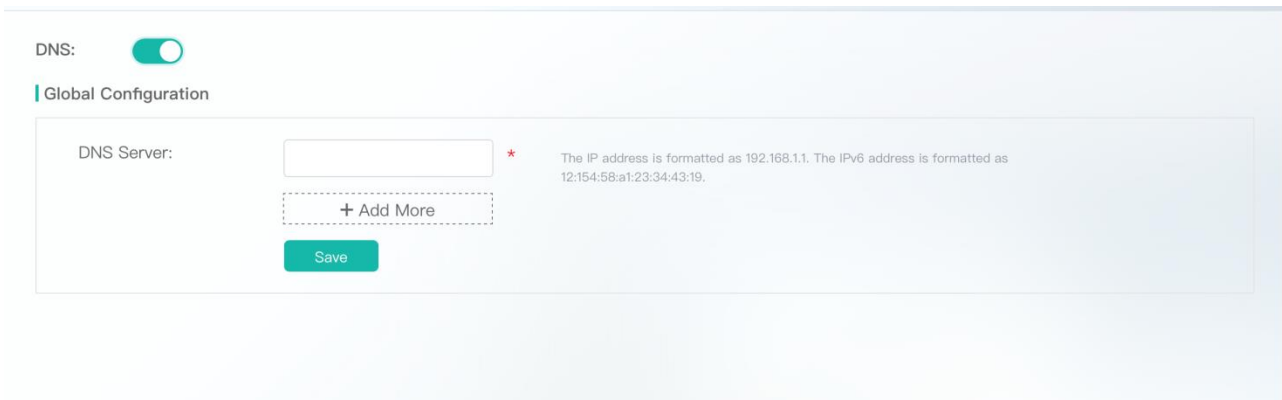 DNS:
Global Configuration
DNS Server:
*
The IP address is formatted as 192.168.1.1. The IPv6 address is formatted as
12:154:58:a1:23:34:43:19.
+ Add More
Save